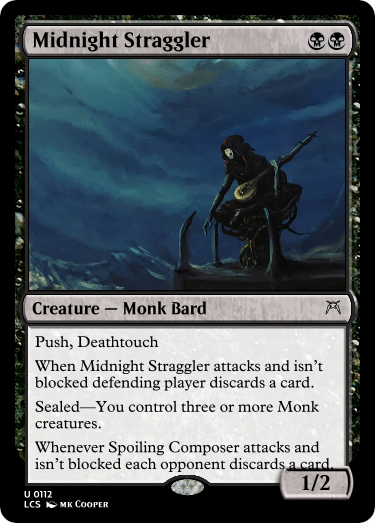 Midnight Straggler
Creature — Monk Bard
Push, Deathtouch
When Midnight Straggler attacks and isn't
blocked defending player discards a card.
Sealed—You control three or more Monk
creatures.
Whenever Spoiling Composer attacks and
isn't blocked each opponent discards a card.
1/2
U 0112
LCS MK COOPER